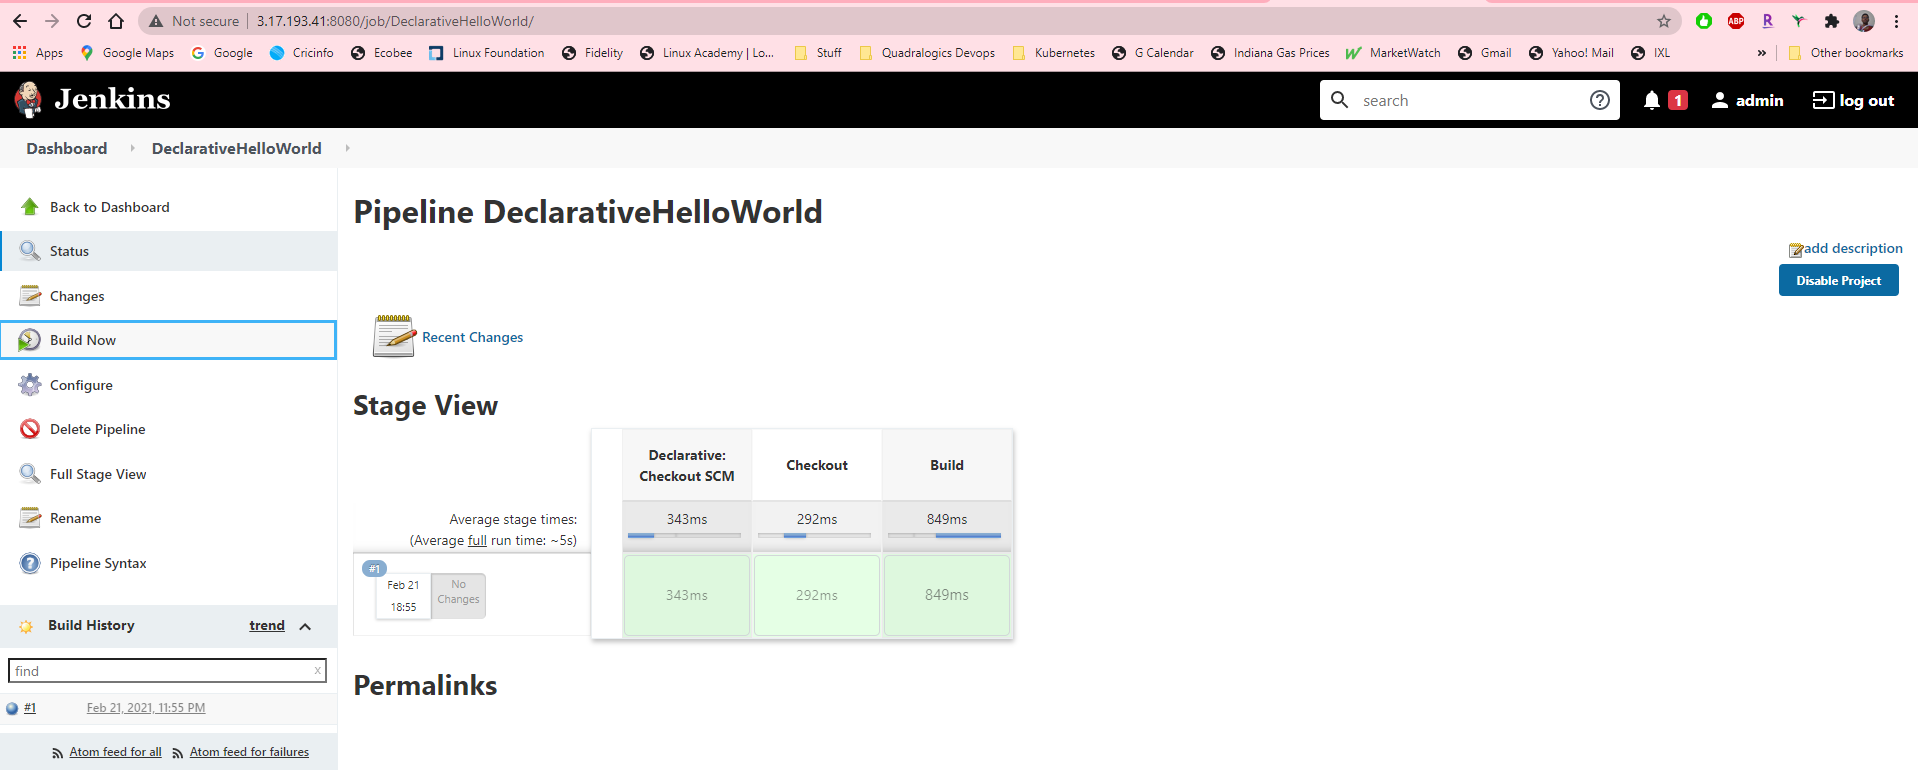 Not secure | 3.17.193.41:8080/job/DeclarativeHelloWorld/
ABP
R
Apps Google Maps Google Cricinfo Ecobee Linux Foundation Fidelity Linux Academy | Lo... Stuff Quadralogics Devops Kubernetes G Calendar Indiana Gas Prices MarketWatch Gmail Yahoo! Mail IXL » Other bookmarks
Jenkins
search
1
admin
log out
Dashboard DeclarativeHelloWorld
Back to Dashboard
Status
Changes
Build Now
Configure
Delete Pipeline
Full Stage View
Rename
Pipeline Syntax
Build History trend
find x
#1 Feb 21, 2021, 11:55 PM
Atom feed for all Atom feed for failures
Pipeline DeclarativeHelloWorld
add description
Disable Project
Recent Changes
Stage View
Declarative:
Checkout SCM
Checkout
Build
Average stage times:
(Average full run time: ~5s)
343ms 292ms 849ms
#1
Feb 21
18:55
No
Changes
343ms 292ms 849ms
Permalinks